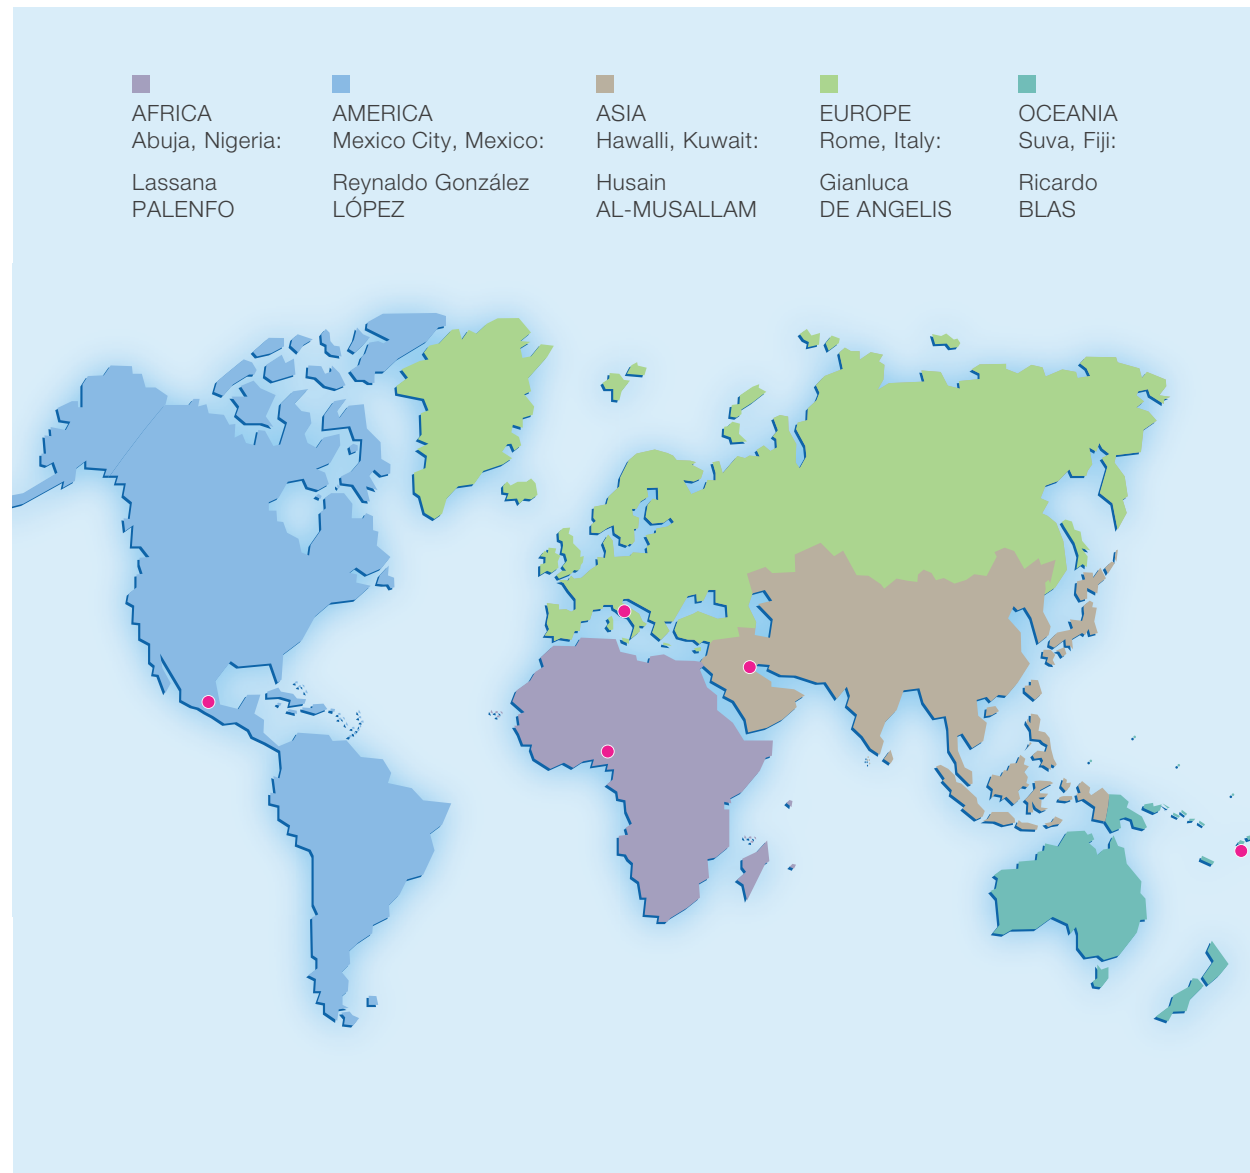 AFRICA
Abuja, Nigeria:
Lassana
PALENFO
AMERICA
Mexico City, Mexico:
Reynaldo González
LÓPEZ
ASIA
Hawalli, Kuwait:
Husain
AL-MUSALLAM
EUROPE
Rome, Italy:
Gianluca
DE ANGELIS
OCEANIA
Suva, Fiji:
Ricardo
BLAS